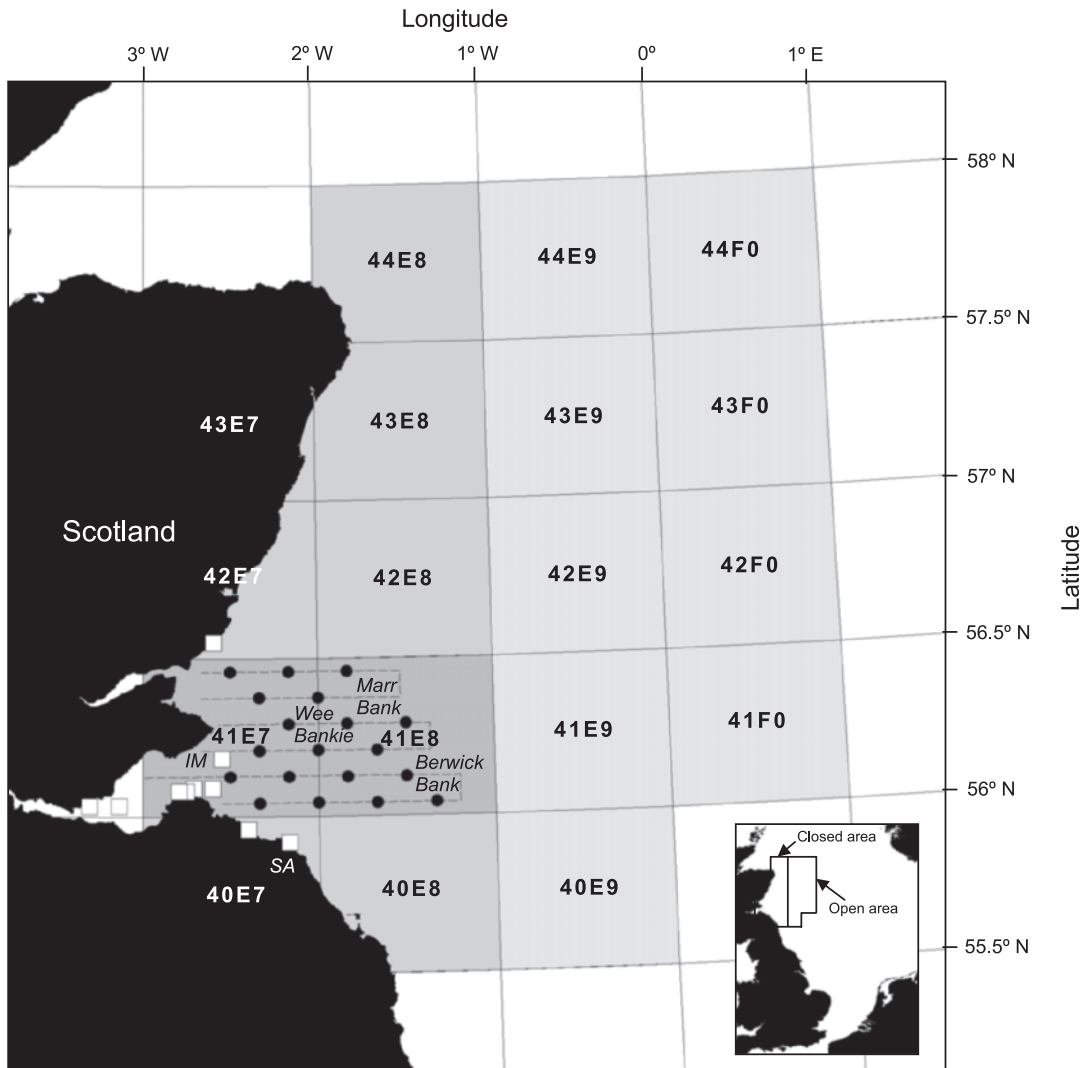 Longitude
3º W 2º W 1º W 0º 1º E
58º N
44E8 44E9 44F0
57.5º N
43E7 43E8 43E9 43F0
57º N
Scotland
Latitude
42E7 42E8 42E9 42F0
56.5º N
Marr
Bank
Wee
Bankie
41E7 41E8 41E9 41F0
IM
Berwick
Bank
56º N
Closed area
SA
40E7 40E8 40E9
Open area
55.5º N